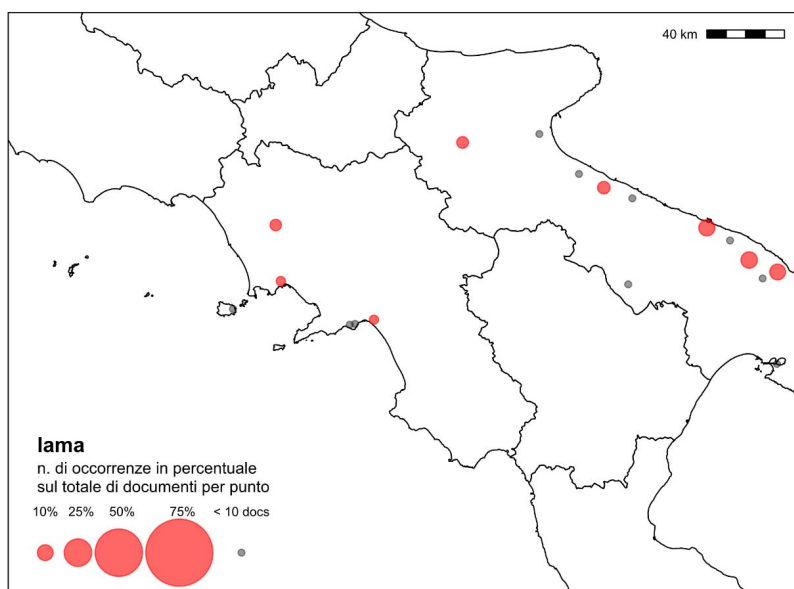 40 km
lama
n. di occorrenze in percentuale
sul totale di documenti per punto
10% 25% 50% 75% < 10 docs